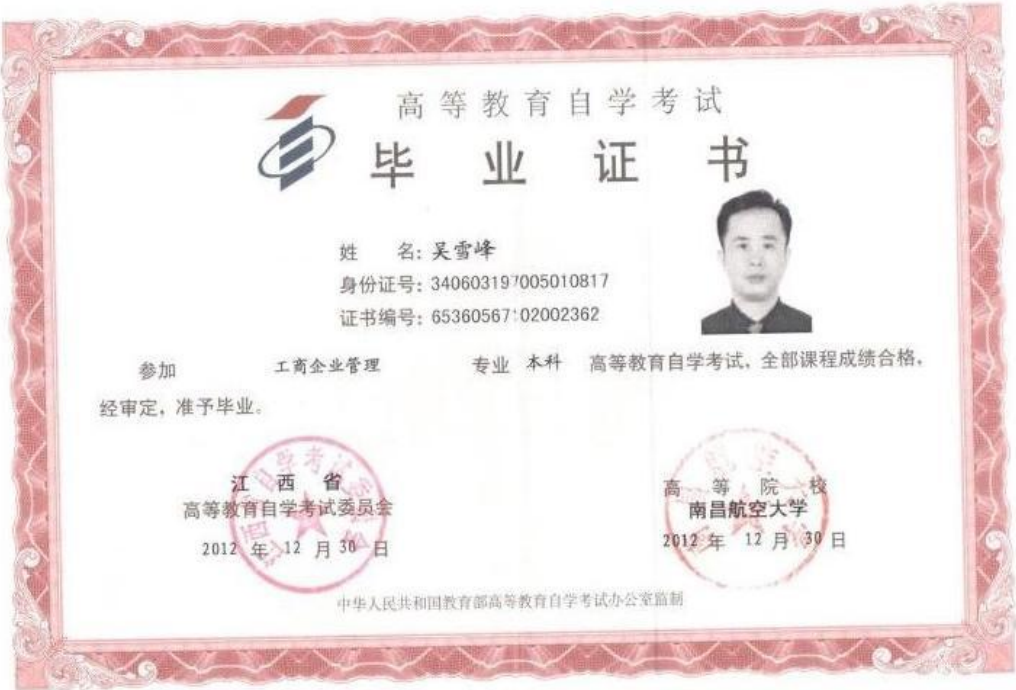 高等教育自学考试
毕业证书
姓 名：吴雪峰
身份证号：340603197005010817
证书编号：65360567102002362
参加 工商企业管理 专业 本科 高等教育自学考试，全部课程成绩合格，
经审定，准予毕业。
江西省
高等教育自学考试委员会
2012 年 12 月 30 日
高等院校
南昌航空大学
2012 年 12 月 30 日
中华人民共和国教育部高等教育自学考试办公室监制